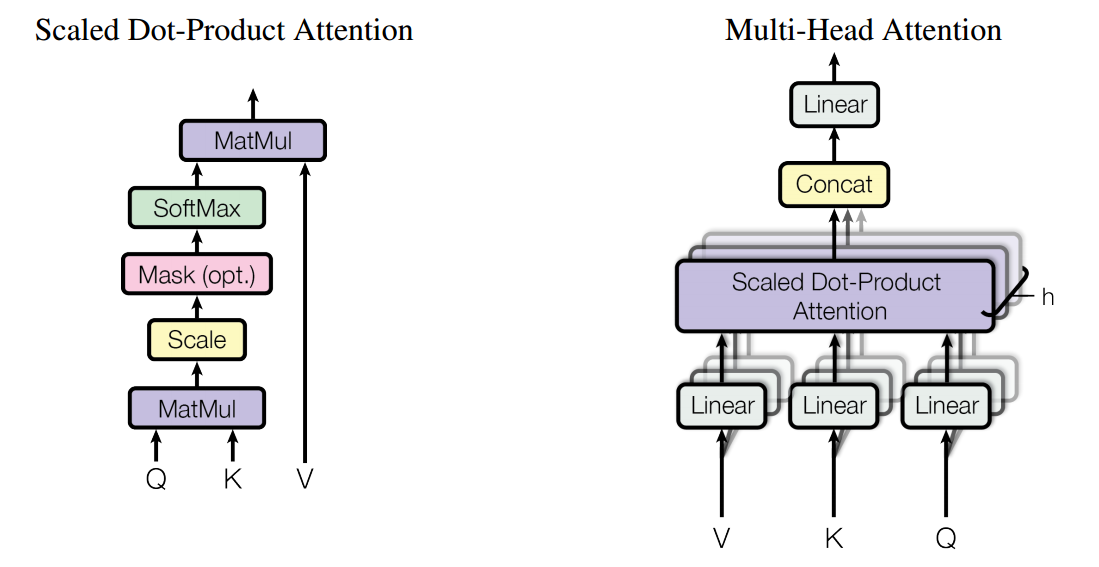 Scaled Dot-Product Attention
MatMul
SoftMax
Mask (opt.)
Scale
MatMul
Q K V
Multi-Head Attention
Linear
Concat
Scaled Dot-Product
Attention
h
Linear Linear Linear
V K Q